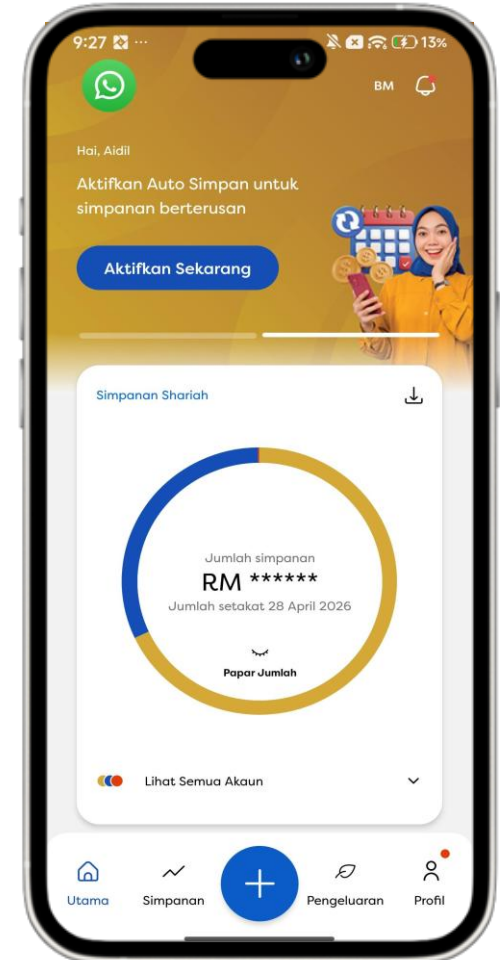 9:27 ... 13%
BM
Hai, Aidil
Aktifkan Auto Simpan untuk
simpanan berterusan
Aktifkan Sekarang
Simpanan Shariah
Jumlah simpanan
RM ******
Jumlah setakat 28 April 2026
Papar Jumlah
Lihat Semua Akaun
Utama Simpanan Pengeluaran Profil